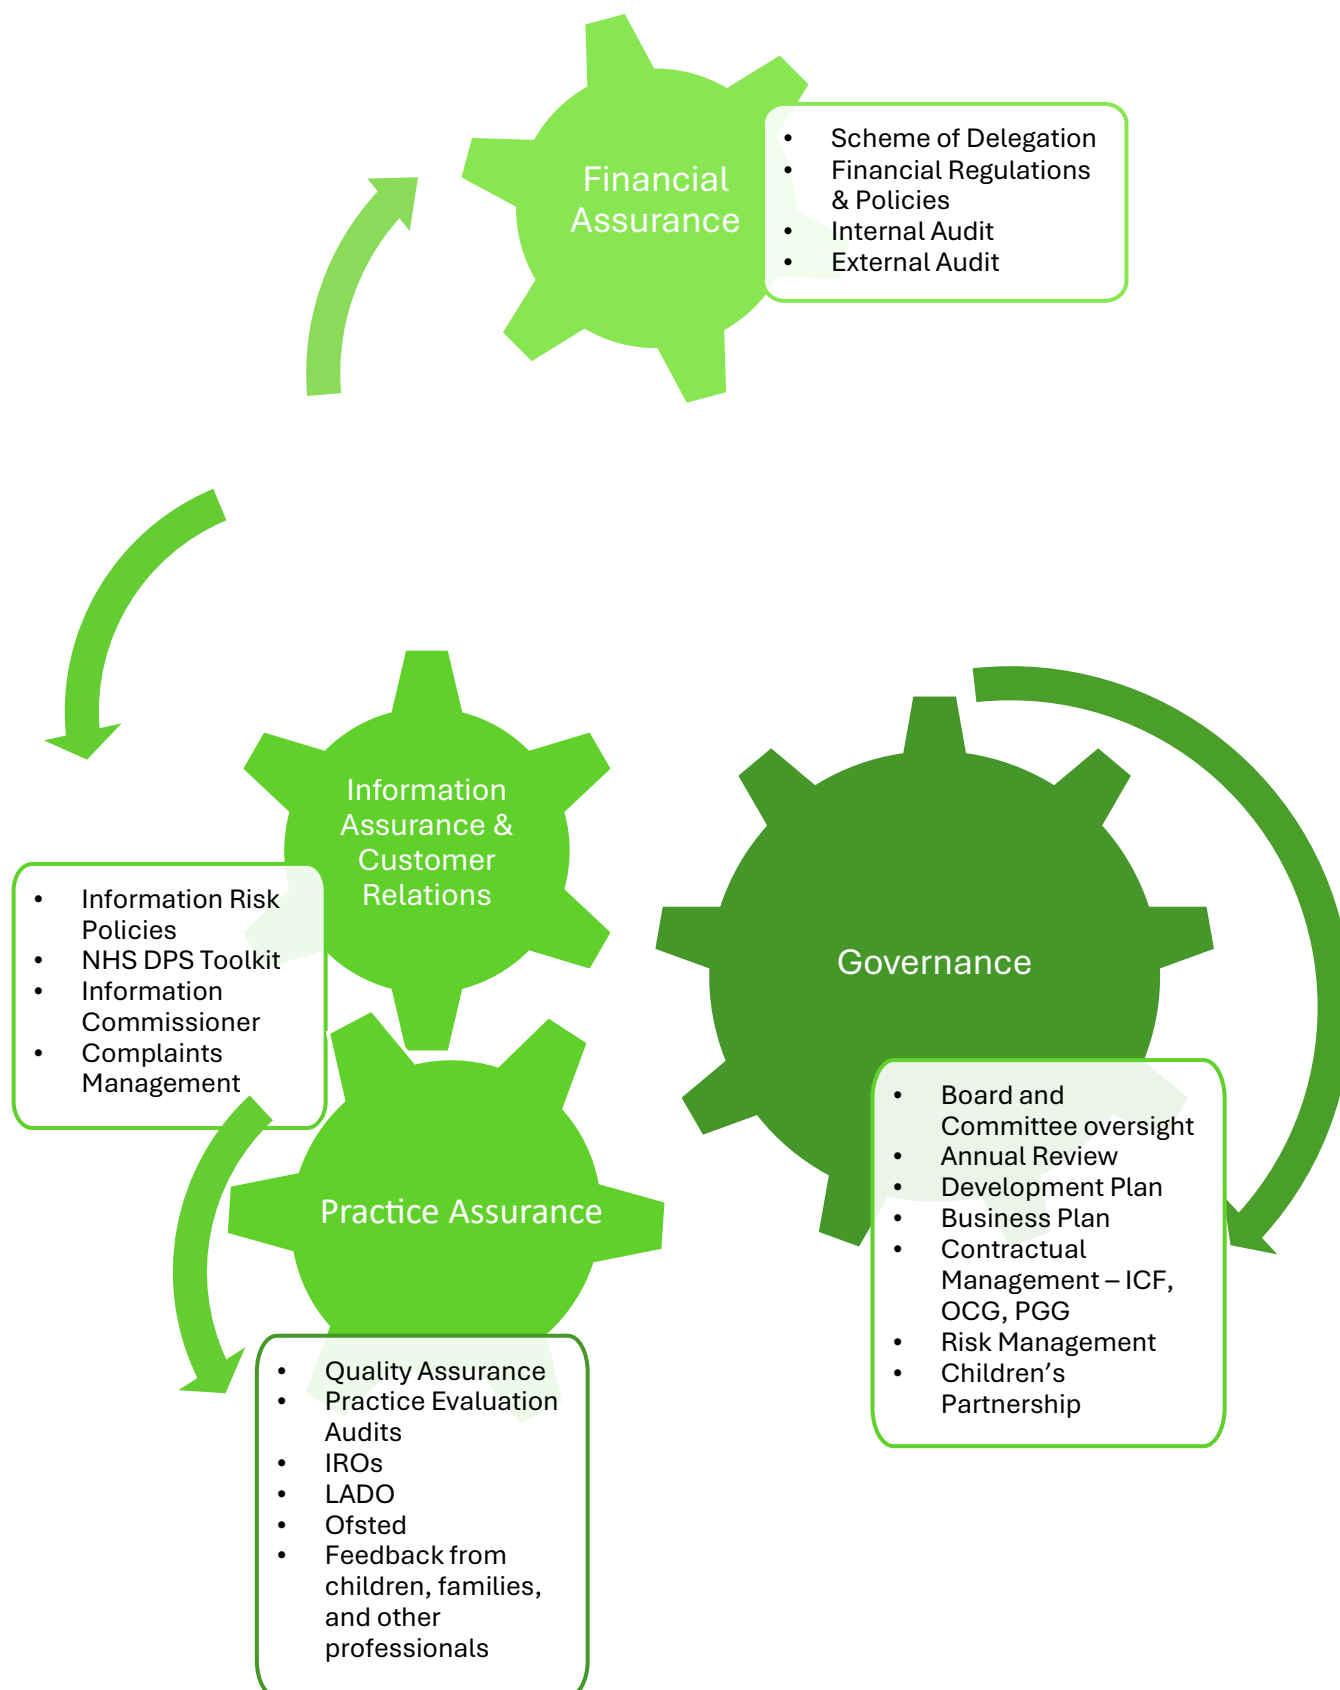 Financial
Assurance
• Scheme of Delegation
• Financial Regulations
& Policies
• Internal Audit
• External Audit
Information
Assurance &
Customer
Relations
• Information Risk
Policies
• NHS DPS Toolkit
• Information
Commissioner
• Complaints
Management
Governance
• Board and
Committee oversight
• Annual Review
• Development Plan
• Business Plan
• Contractual
Management – ICF,
OCG, PGG
• Risk Management
• Children’s
Partnership
Practice Assurance
• Quality Assurance
• Practice Evaluation
Audits
• IROs
• LADO
• Ofsted
• Feedback from
children, families,
and other
professionals